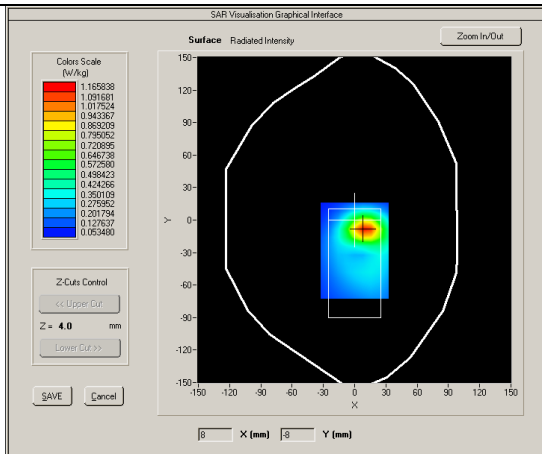 SAR Visualisation Graphical Interface
Surface Radiated Intensity
Zoom In/Out
Colors Scale
(W/kg)
1.165838
1.091681
1.017524
0.943367
0.869209
0.795052
0.720895
0.646738
0.572580
0.498423
0.424266
0.350109
0.275952
0.201794
0.127637
0.053480
Z-Cuts Control
<< Upper Cut
Z = 4.0 mm
Lower Cut >>
SAVE Cancel
150
120
90
60
30
0
-30
-60
-90
-120
-150
Y
-150 -120 -90 -60 -30 0 30 60 90 120 150
X
8 X (mm) -8 Y (mm)